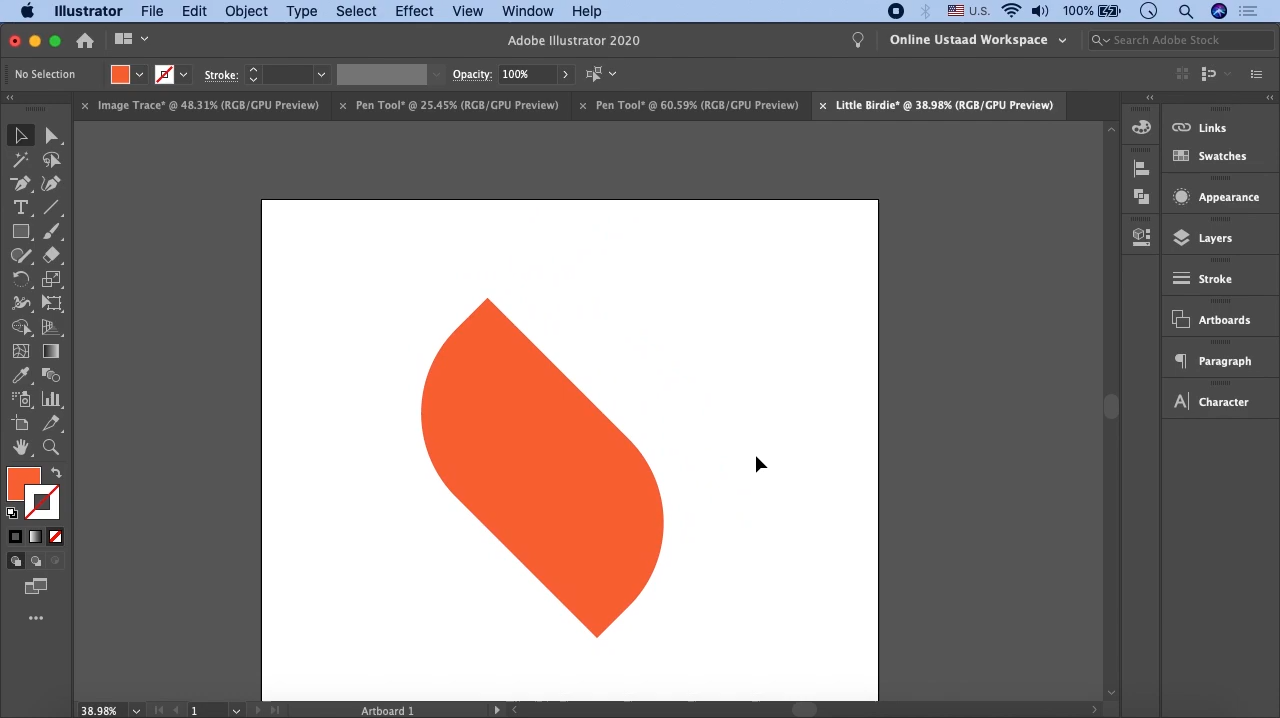 Illustrator File Edit Object Type Select Effect View Window Help U.S. 100%
Adobe Illustrator 2020 Online Ustaad Workspace Search Adobe Stock
No Selection Stroke: Opacity: 100%
Image Trace* @ 48.31% (RGB/GPU Preview) Pen Tool* @ 25.45% (RGB/GPU Preview) Pen Tool* @ 60.59% (RGB/GPU Preview) Little Birdie* @ 38.98% (RGB/GPU Preview)
Links
Swatches
Appearance
Layers
Stroke
Artboards
Paragraph
Character
38.98% 1 Artboard 1